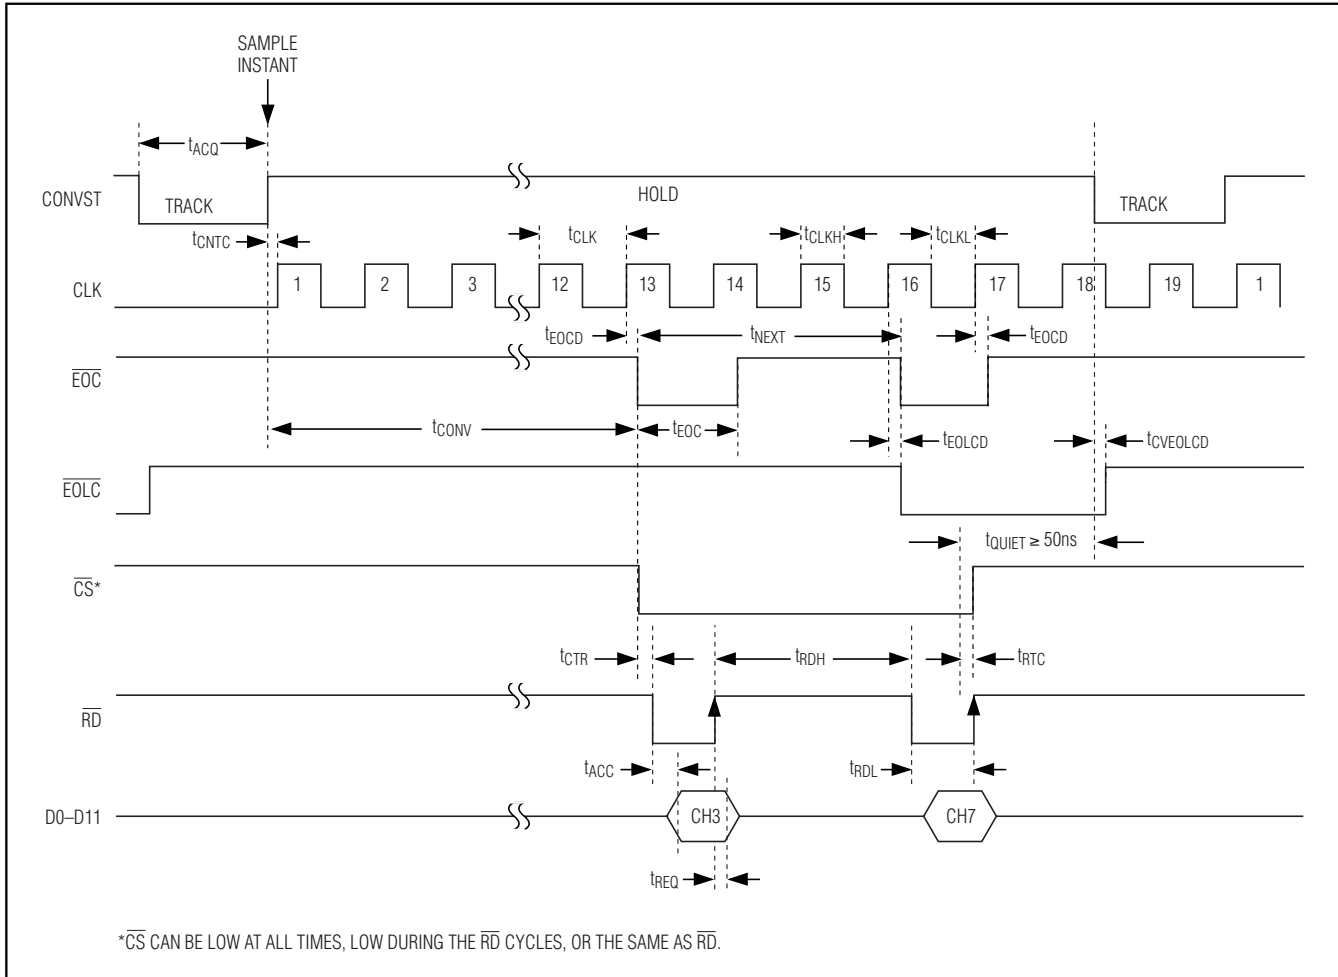 SAMPLE
INSTANT
tACQ
CONVST
TRACK
HOLD
TRACK
tCNTC
tCLK
tCLKH
tCLKL
CLK
1 2 3 12 13 14 15 16 17 18 19 1
tEOCD
tNEXT
tEOCD
EOC
tCONV
tEOC
tEOLCD
tCVEOLCD
EOLC
tQUIET ≥ 50ns
CS*
tCTR
tRDH
tRTC
RD
tACC
tRDL
D0–D11
CH3
CH7
tREQ
*CS CAN BE LOW AT ALL TIMES, LOW DURING THE RD CYCLES, OR THE SAME AS RD.